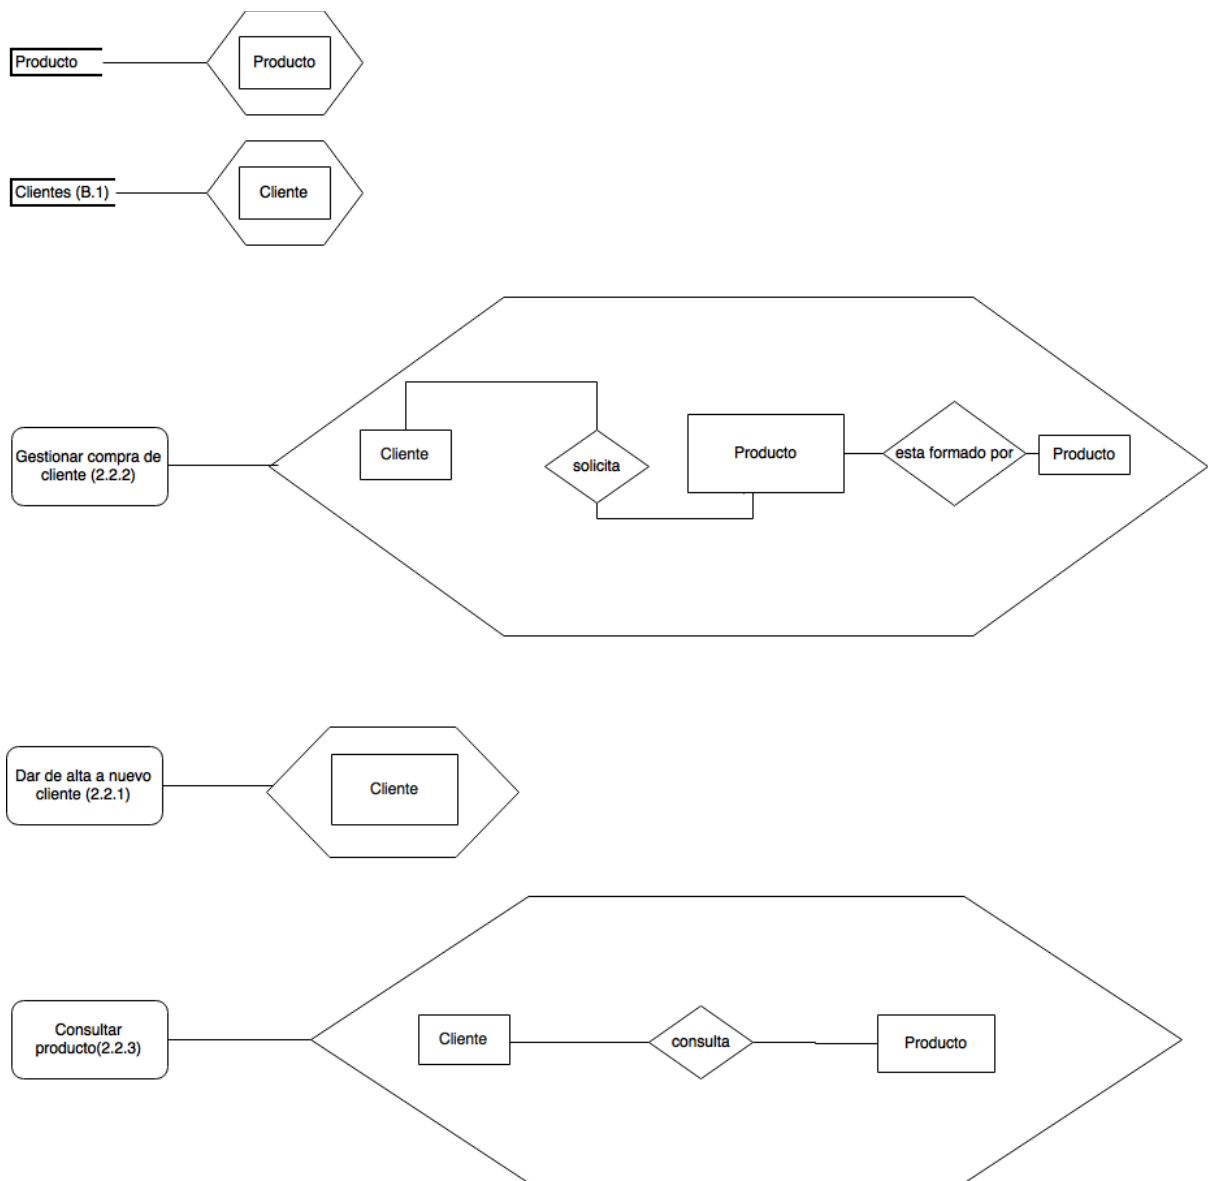 Producto
Producto
Clientes (B.1)
Cliente
Gestionar compra de
cliente (2.2.2)
Cliente
solicita
Producto
esta formado por
Producto
Dar de alta a nuevo
cliente (2.2.1)
Cliente
Consultar
producto(2.2.3)
Cliente
consulta
Producto